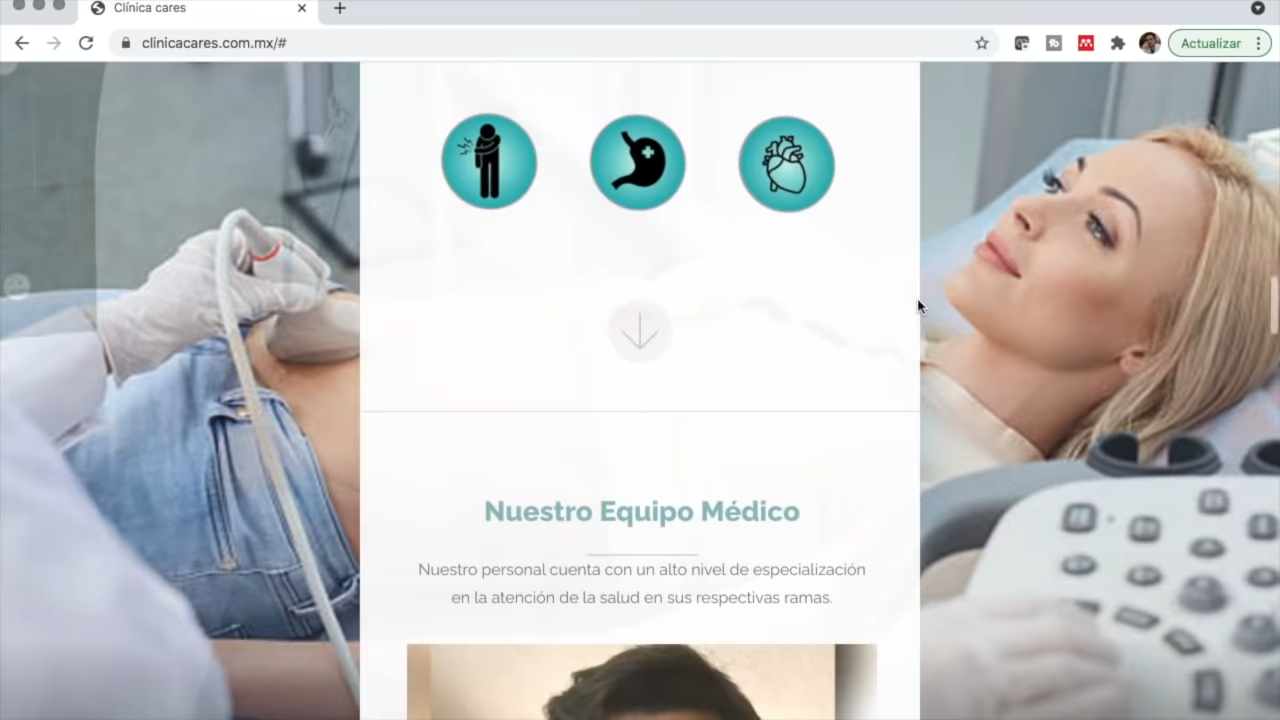 Clínica cares
clinicacares.com.mx/#
Actualizar
Nuestro Equipo Médico
Nuestro personal cuenta con un alto nivel de especialización
en la atención de la salud en sus respectivas ramas.